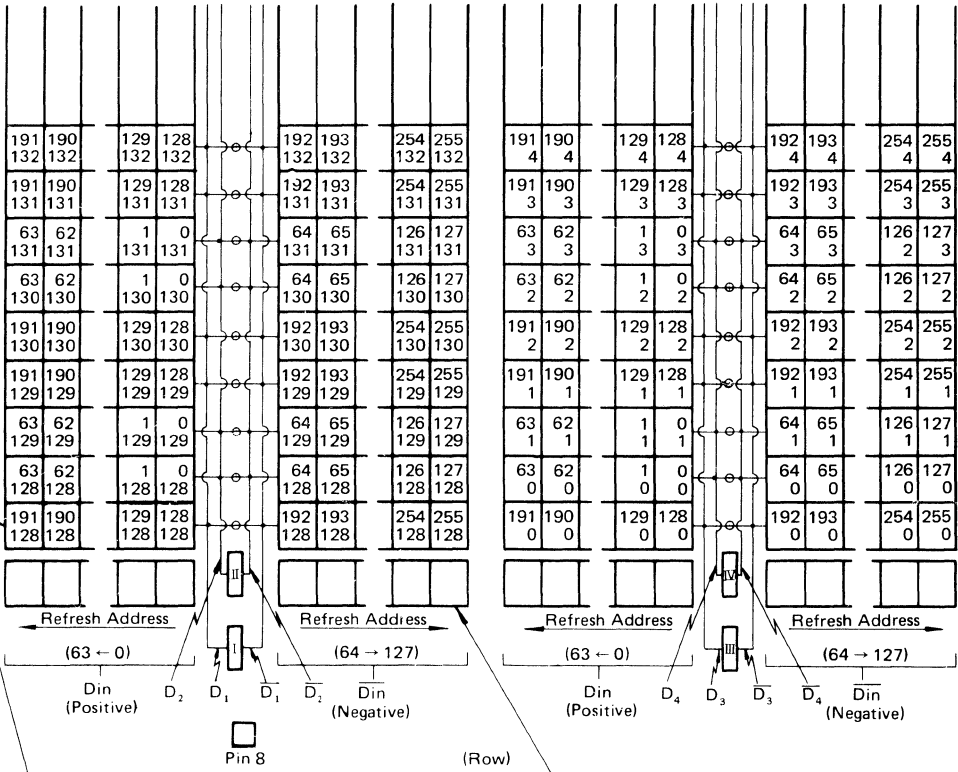 191 190 129 128 192 193 254 255 191 190 129 128 192 193 254 255
132 132 132 132 132 132 132 132 4 4 4 4 4 4 4 4
191 190 129 128 192 193 254 255 191 190 129 128 192 193 254 255
131 131 131 131 131 131 131 131 3 3 3 3 3 3 3 3
63 62 1 0 64 65 126 127 63 62 1 0 64 65 126 127
131 131 131 131 131 131 131 131 3 3 3 3 3 3 2 3
63 62 1 0 64 65 126 127 63 62 1 0 64 65 126 127
130 130 130 130 130 130 130 130 2 2 2 2 2 2 2 2
191 190 129 128 192 193 254 255 191 190 129 128 192 193 254 255
130 130 130 130 130 130 130 130 2 2 2 2 2 2 2 2
191 190 129 128 192 193 254 255 191 190 129 128 192 193 254 255
129 129 129 129 129 129 129 129 1 1 1 1 1 1 1 1
63 62 1 0 64 65 126 127 63 62 1 0 64 65 126 127
129 129 129 129 129 129 129 129 1 1 1 1 1 1 1 1
63 62 1 0 64 65 126 127 63 62 1 0 64 65 126 127
128 128 128 128 128 128 128 128 0 0 0 0 0 0 0 0
191 190 129 128 192 193 254 255 191 190 129 128 192 193 254 255
128 128 128 128 128 128 128 128 0 0 0 0 0 0 0 0
II IV
Refresh Address Refresh Address Refresh Address Refresh Address
(63 ← 0) I (64 → 127) (63 ← 0) III (64 → 127)
Din D₂ D₁ D̅₁ D̅₂ D̅i̅n̅ Din D₄ D₃ D̅₃ D̅₄ D̅i̅n̅
(Positive) (Negative) (Positive) (Negative)
Pin 8 (Row)